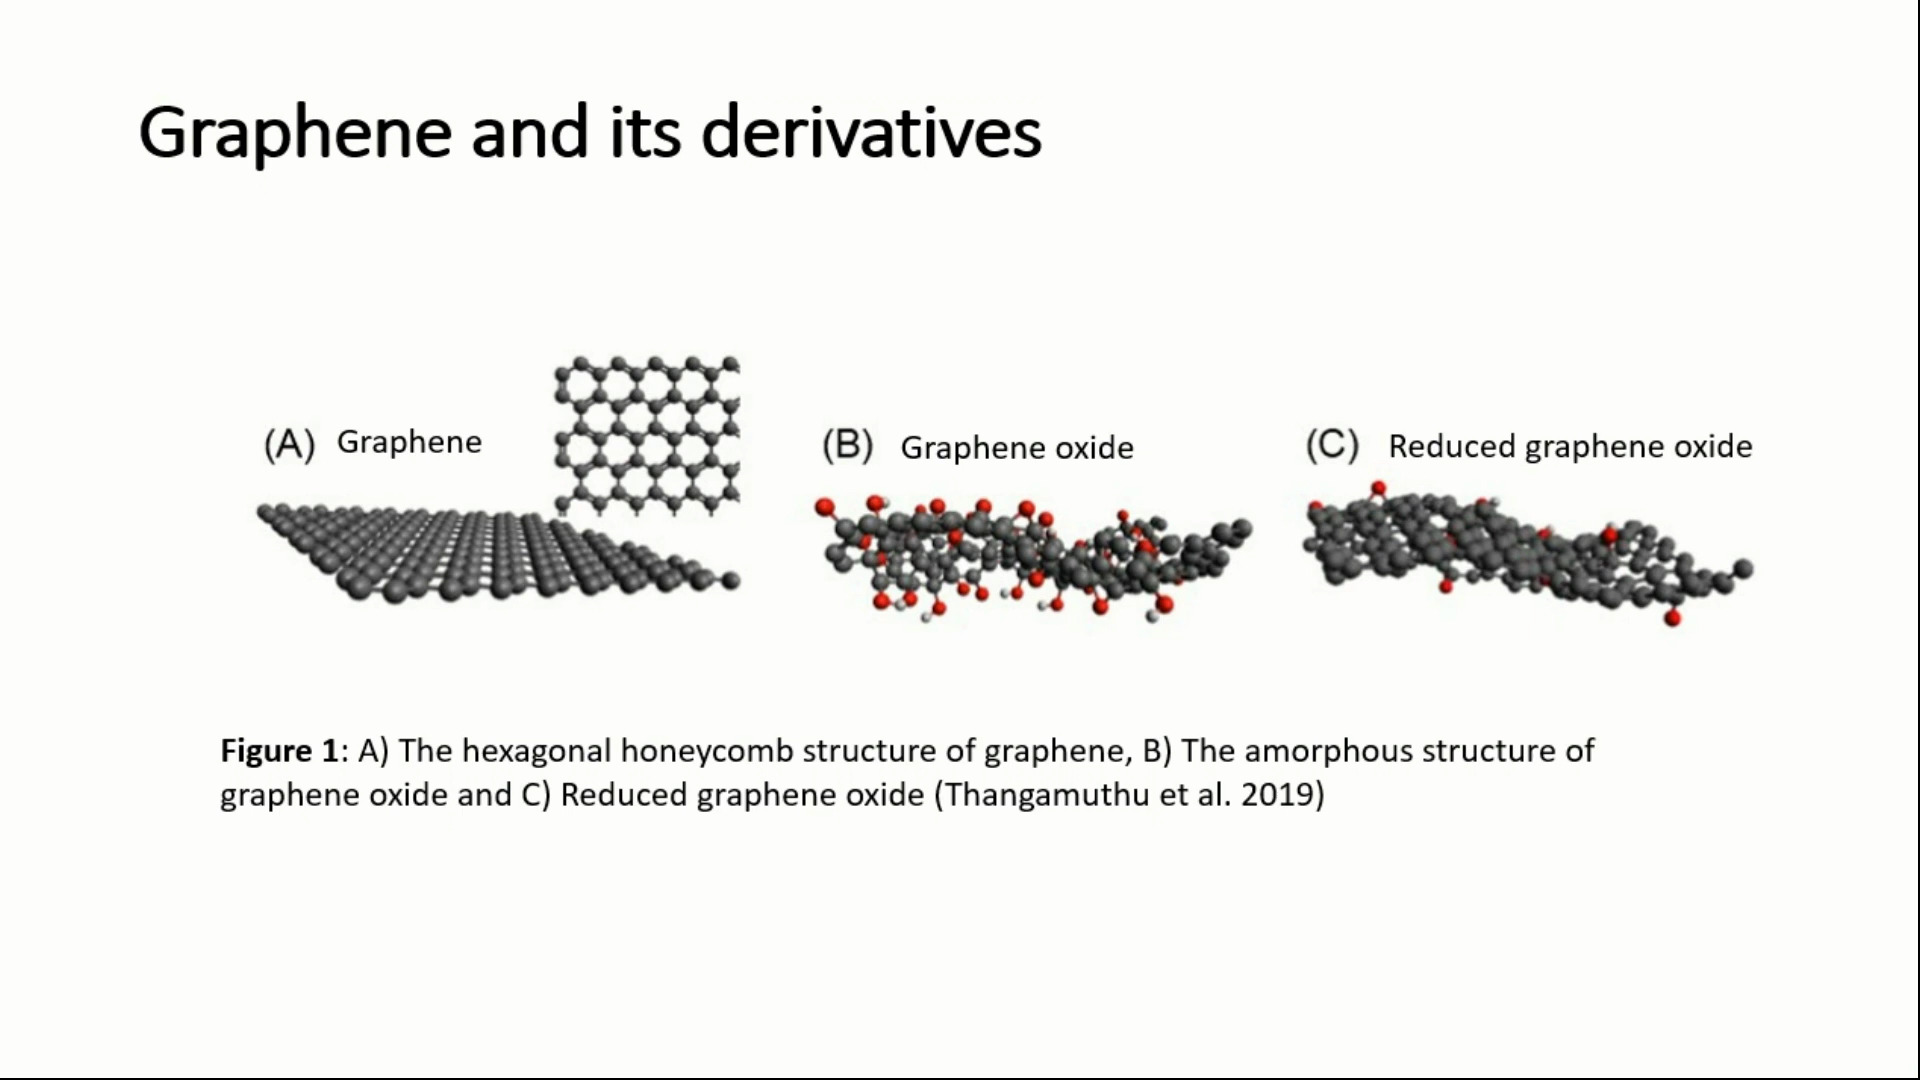 Graphene and its derivatives
(A) Graphene
(B) Graphene oxide
(C) Reduced graphene oxide
Figure 1: A) The hexagonal honeycomb structure of graphene, B) The amorphous structure of
graphene oxide and C) Reduced graphene oxide (Thangamuthu et al. 2019)